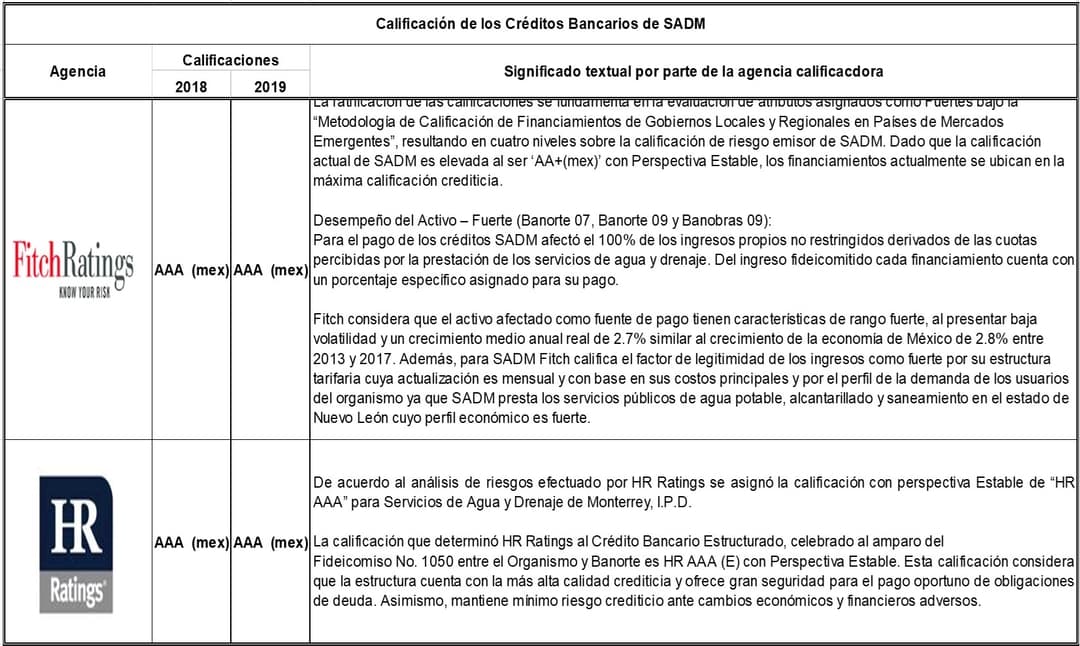 Calificación de los Créditos Bancarios de SADM
Agencia
Calificaciones
2018
2019
Significado textual por parte de la agencia calificacdora
La ratificación de las calificaciones se fundamenta en la evaluación de atributos asignados como Fuertes bajo la
“Metodología de Calificación de Financiamientos de Gobiernos Locales y Regionales en Países de Mercados
Emergentes”, resultando en cuatro niveles sobre la calificación de riesgo emisor de SADM. Dado que la calificación
actual de SADM es elevada al ser ‘AA+(mex)’ con Perspectiva Estable, los financiamientos actualmente se ubican en la
máxima calificación crediticia.
Desempeño del Activo – Fuerte (Banorte 07, Banorte 09 y Banobras 09):
Para el pago de los créditos SADM afectó el 100% de los ingresos propios no restringidos derivados de las cuotas
percibidas por la prestación de los servicios de agua y drenaje. Del ingreso fideicomitido cada financiamiento cuenta con
un porcentaje específico asignado para su pago.
Fitch considera que el activo afectado como fuente de pago tienen características de rango fuerte, al presentar baja
volatilidad y un crecimiento medio anual real de 2.7% similar al crecimiento de la economía de México de 2.8% entre
2013 y 2017. Además, para SADM Fitch califica el factor de legitimidad de los ingresos como fuerte por su estructura
tarifaria cuya actualización es mensual y con base en sus costos principales y por el perfil de la demanda de los usuarios
del organismo ya que SADM presta los servicios públicos de agua potable, alcantarillado y saneamiento en el estado de
Nuevo León cuyo perfil económico es fuerte.
FitchRatings
KNOW YOUR RISK
AAA (mex)
AAA (mex)
HR
Ratings
AAA (mex)
AAA (mex)
De acuerdo al análisis de riesgos efectuado por HR Ratings se asignó la calificación con perspectiva Estable de “HR
AAA” para Servicios de Agua y Drenaje de Monterrey, I.P.D.
La calificación que determinó HR Ratings al Crédito Bancario Estructurado, celebrado al amparo del
Fideicomiso No. 1050 entre el Organismo y Banorte es HR AAA (E) con Perspectiva Estable. Esta calificación considera
que la estructura cuenta con la más alta calidad crediticia y ofrece gran seguridad para el pago oportuno de obligaciones
de deuda. Asimismo, mantiene mínimo riesgo crediticio ante cambios económicos y financieros adversos.